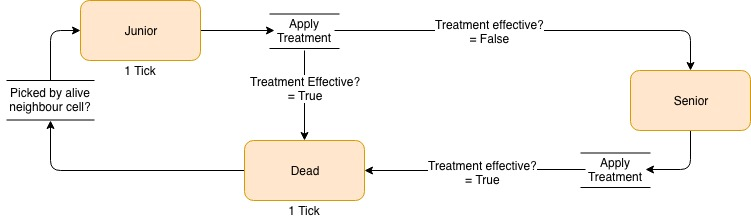 Junior
1 Tick
Apply
Treatment
Treatment effective?
= False
Picked by alive
neighbour cell?
Treatment Effective?
= True
Senior
Dead
1 Tick
Treatment effective?
= True
Apply
Treatment